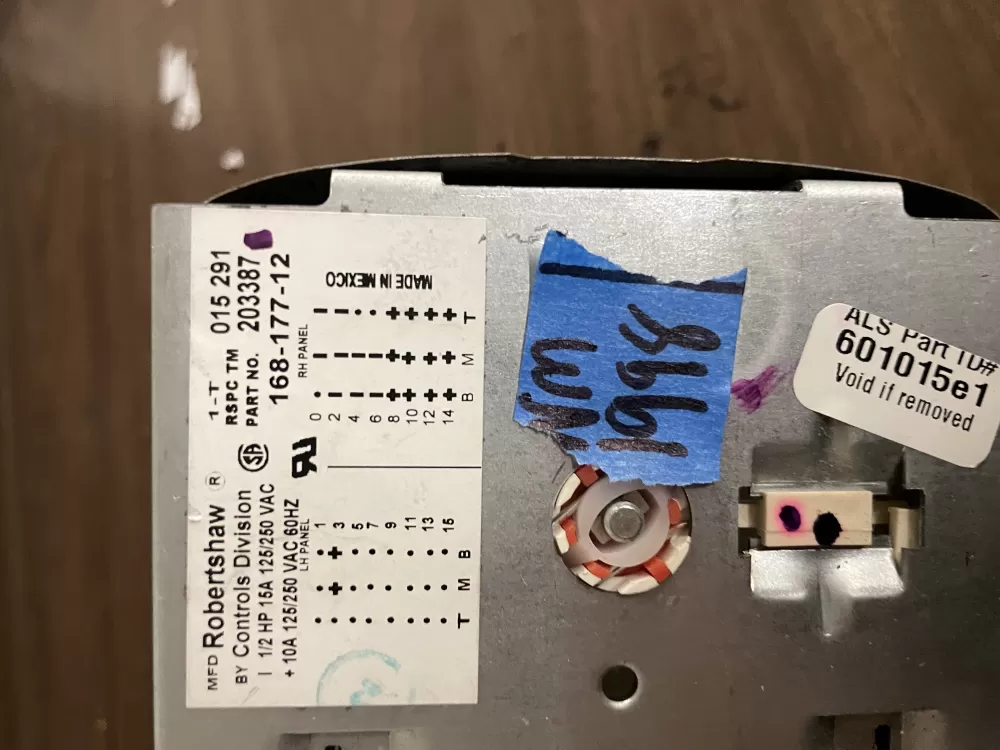 MFD Robertshaw ®
BY Controls Division
| 1/2 HP 15A 125/250 VAC
+ 10A 125/250 VAC 60HZ
1-T
RSPC TM 015 291
PART NO. 203387
168-177-12
LH PANEL
1 3 5 7 9 11 13 15
B
M
T
RH PANEL
0 2 4 6 8 10 12 14
T
M
B
MADE IN MEXICO
WM
1998
ALS Part ID#
601015e1
Void if removed